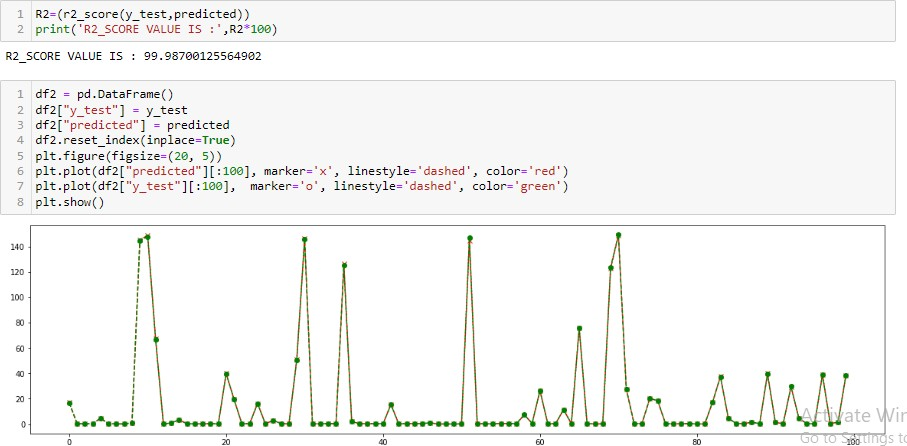 1 R2=(r2_score(y_test,predicted))
2 print('R2_SCORE VALUE IS :',R2*100)
R2_SCORE VALUE IS : 99.98700125564902
1 df2 = pd.DataFrame()
2 df2["y_test"] = y_test
3 df2["predicted"] = predicted
4 df2.reset_index(inplace=True)
5 plt.figure(figsize=(20, 5))
6 plt.plot(df2["predicted"][:100], marker='x', linestyle='dashed', color='red')
7 plt.plot(df2["y_test"][:100],  marker='o', linestyle='dashed', color='green')
8 plt.show()
140
120
100
80
60
40
20
0
0 20 40 60 80 100
Activate Win
Go to Settings to